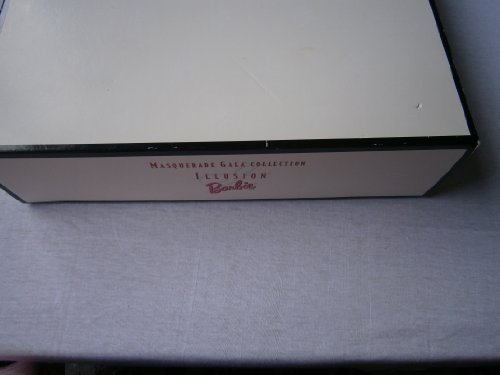 MASQUERADE GALA COLLECTION
ILLUSION
Barbie